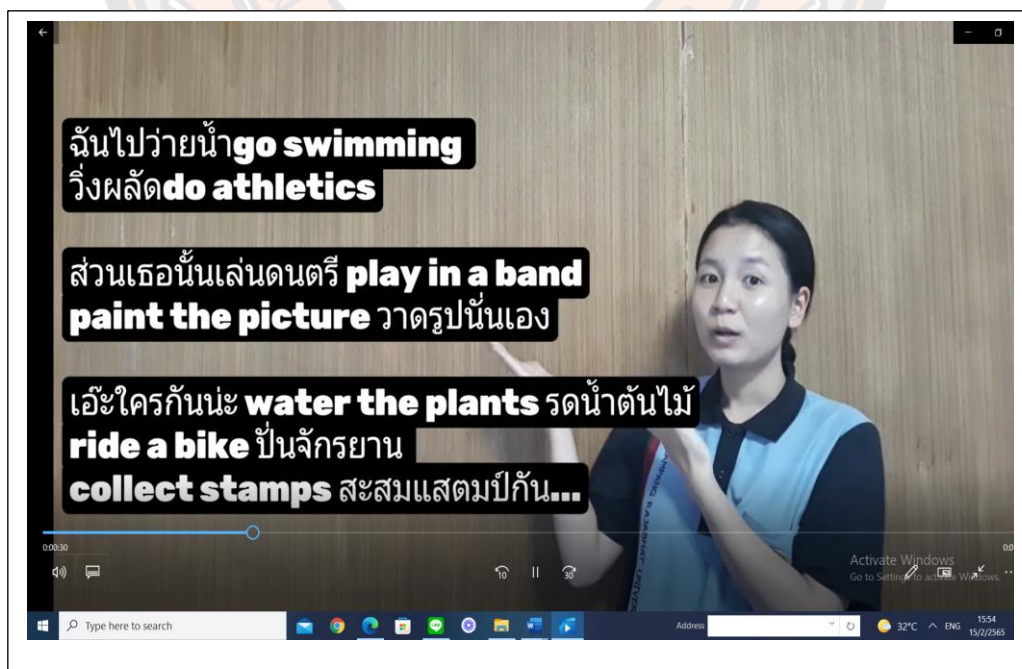 ฉันไปว่ายน้ำgo swimming
วิ่งผลัดdo athletics
ส่วนเธอนั้นเล่นดนตรี play in a band
paint the picture วาดรูปนั่นเอง
เอ๊ะใครกันน่ะ water the plants รดน้ำต้นไม้
ride a bike ปั่นจักรยาน
collect stamps สะสมแสตมป์กัน...
0:00:30
10
30
Activate Windows
Go to Settings to activate Windows.
Type here to search
Address
32°C
ENG
15:54
15/2/2565